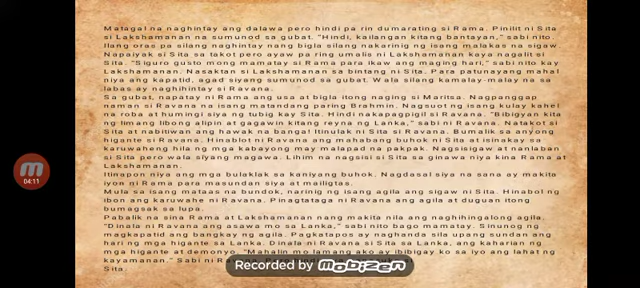 Matagal na naghintay ang dalawa pero hindi pa rin dumarating si Rama. Pinilit ni Sita
si Lakshamanan na sumunod sa gubat. "Hindi, kailangan kitang bantayan," sabi nito.
Ilang oras pa silang naghintay nang bigla silang nakarinig ng isang malakas na sigaw.
Napaiyak si Sita sa takot pero ayaw pa ring umalis ni Lakshamanan kaya nagalit si
Sita. "Siguro gusto mong mamatay si Rama para ikaw ang maging hari," sabi nito kay
Lakshamanan. Nasaktan si Lakshaman sa bintang ni Sita. Para patunayang mahal
niya ang kapatid, agad siyang sumunod sa gubat. Wala silang kamalay-malay na sa
labas ay naghihintay si Ravana.
Sa gubat, napatay ni Rama ang usa at bigla itong naging si Maritsa. Nagpanggap
naman si Ravana na isang matandang paring Brahmin. Nagsuot ng isang kulay kahel
na roba at humingi siya ng tubig kay Sita. Hindi nakapagpigil si Ravana. "Bibigyan kita
ng limang libong alipin at gagawin kitang reyna ng Lanka," sabi ni Ravana. Natakot si
Sita at nabitiwan ang hawak na banga! Itinulak ni Sita si Ravana. Bumalik sa anyong
higante si Ravana. Hinablot ni Ravana ang mahabang buhok ni Sita at isinakay sa
karuwaheng hila ng mga kabayong may malapad na pakpak. Nagsisigaw at nanlaban
si Sita pero wala siyang magawa. Lihim na nagsisi si Sita sa ginawa niya kina Rama at
Lakshamanan.
Itinapon niya ang mga bulaklak sa kaniyang buhok. Nagdasal siya na sana ay makita
iyon ni Rama para masundan siya at mailigtas.
Mula sa isang mataas na bundok, narinig ng isang agila ang sigaw ni Sita. Hinabol ng
ibon ang karuwahe ni Ravana. Pinagtataga ni Ravana ang agila at duguan itong
bumagsak sa lupa.
Pabalik na sina Rama at Lakshamanan nang makita nila ang naghihingalong agila.
"Dinala ni Ravana ang asawa mo sa Lanka," sabi nito bago mamatay. Sinunog ng
magkapatid ang bangkay ng agila. Pagkatapos ay naghanda sila upang sundan ang
hari ng mga higante sa Lanka. Dinala ni Ravana si Sita sa Lanka, ang kaharian ng
mga higante at demonyo. "Mahalin mo lamang ako ay ibibigay ko sa iyo ang lahat ng
kayamanan." Sabi ni
Sita.
04:11
Recorded by mobizen